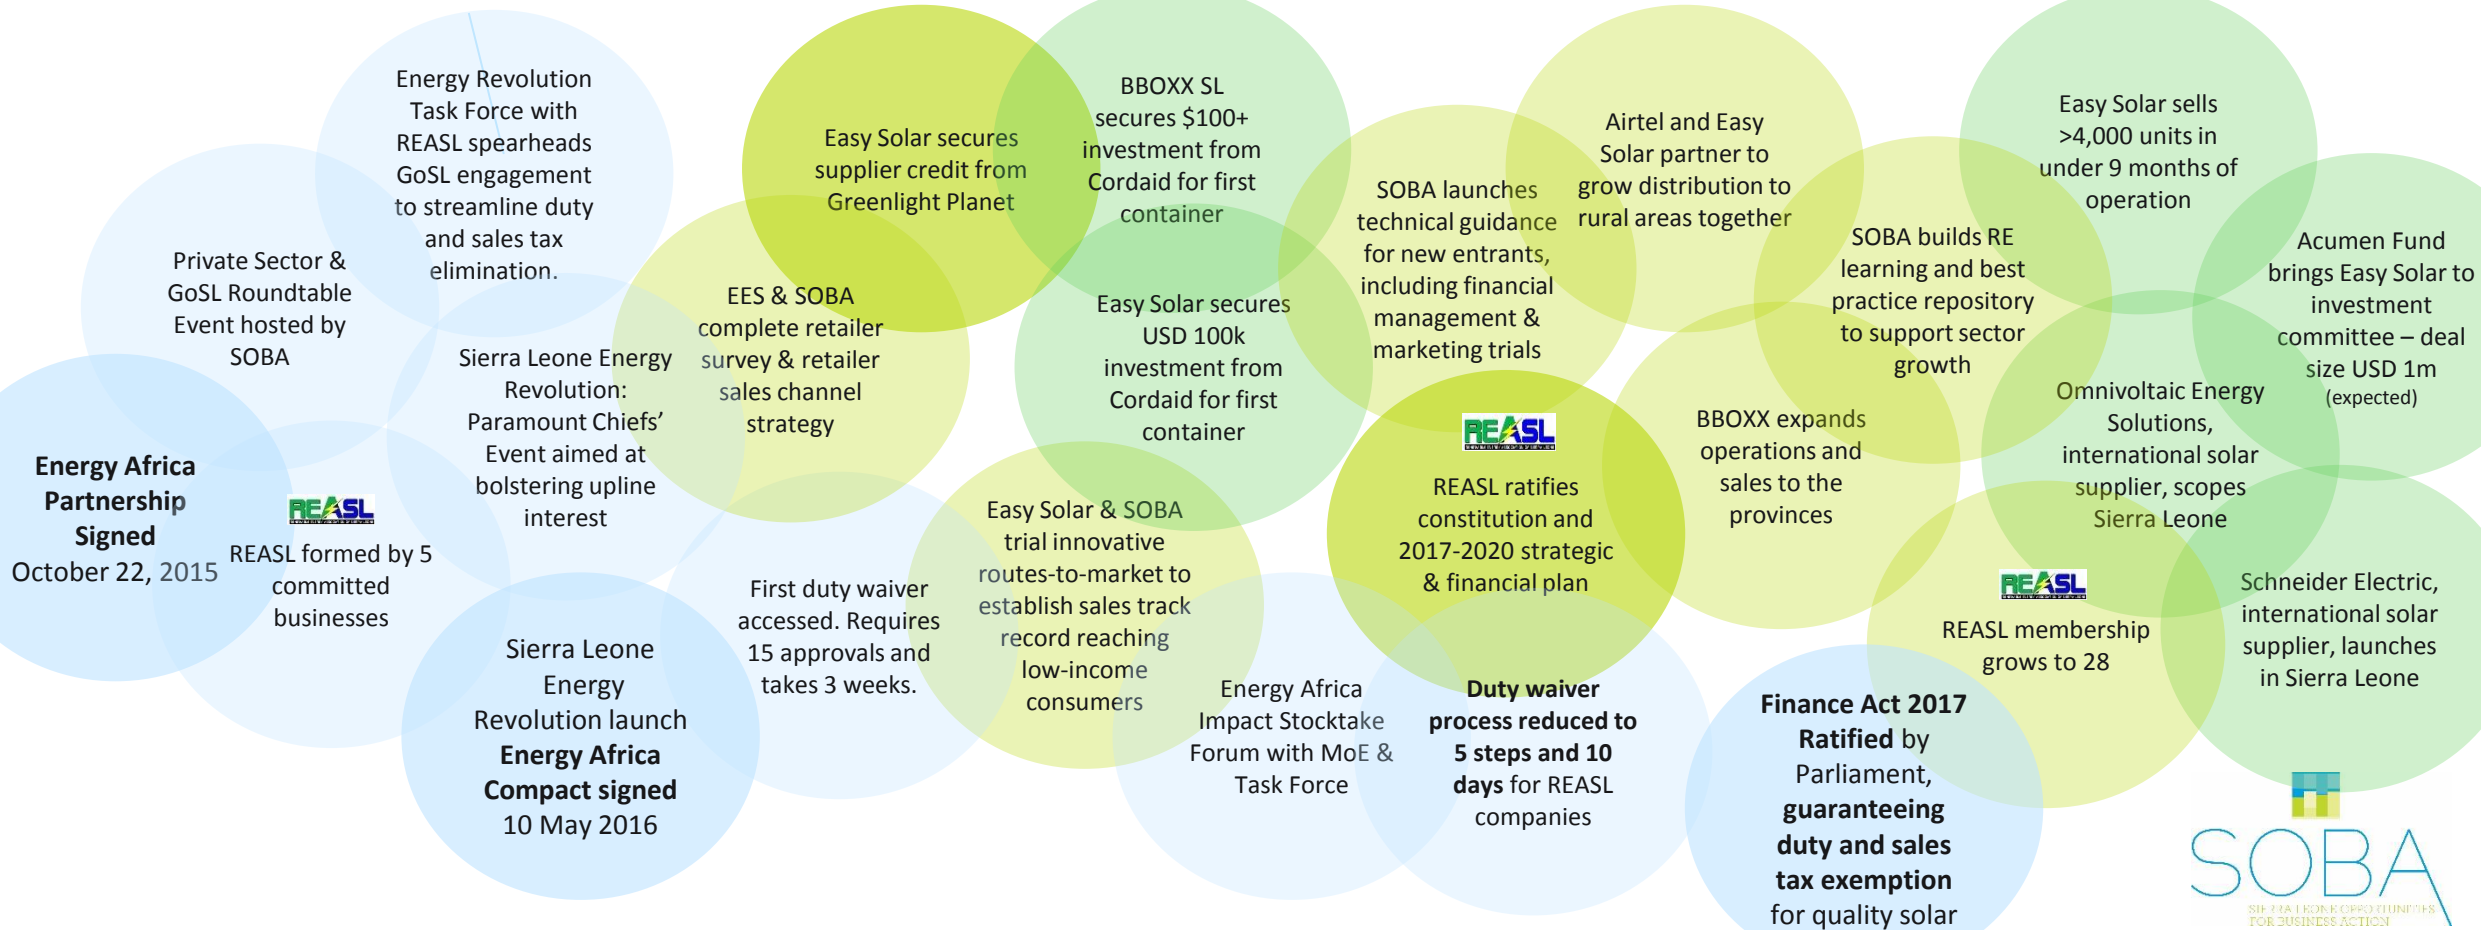 Energy Africa
Partnership
Signed
October 22, 2015
Private Sector &
GoSL Roundtable
Event hosted by
SOBA
REASL
REASL formed by 5
committed
businesses
Energy Revolution
Task Force with
REASL spearheads
GoSL engagement
to streamline duty
and sales tax
elimination.
Sierra Leone Energy
Revolution:
Paramount Chiefs’
Event aimed at
bolstering upline
interest
Sierra Leone
Energy
Revolution launch
Energy Africa
Compact signed
10 May 2016
EES & SOBA
complete retailer
survey & retailer
sales channel
strategy
First duty waiver
accessed. Requires
15 approvals and
takes 3 weeks.
Easy Solar secures
supplier credit from
Greenlight Planet
BBOXX SL
secures $100+
investment from
Cordaid for first
container
Easy Solar secures
USD 100k
investment from
Cordaid for first
container
Easy Solar & SOBA
trial innovative
routes-to-market to
establish sales track
record reaching
low-income
consumers
Energy Africa
Impact Stocktake
Forum with MoE &
Task Force
SOBA launches
technical guidance
for new entrants,
including financial
management &
marketing trials
REASL
REASL ratifies
constitution and
2017-2020 strategic
& financial plan
Duty waiver
process reduced to
5 steps and 10
days for REASL
companies
Airtel and Easy
Solar partner to
grow distribution to
rural areas together
BBOXX expands
operations and
sales to the
provinces
SOBA builds RE
learning and best
practice repository
to support sector
growth
Finance Act 2017
Ratified by
Parliament,
guaranteeing
duty and sales
tax exemption
for quality solar
REASL
REASL membership
grows to 28
Easy Solar sells
>4,000 units in
under 9 months of
operation
Omnivoltaic Energy
Solutions,
international solar
supplier, scopes
Sierra Leone
Acumen Fund
brings Easy Solar to
investment
committee – deal
size USD 1m
(expected)
Schneider Electric,
international solar
supplier, launches
in Sierra Leone
SOBA
SIERRA LEONE OPPORTUNITIES
FOR BUSINESS ACTION